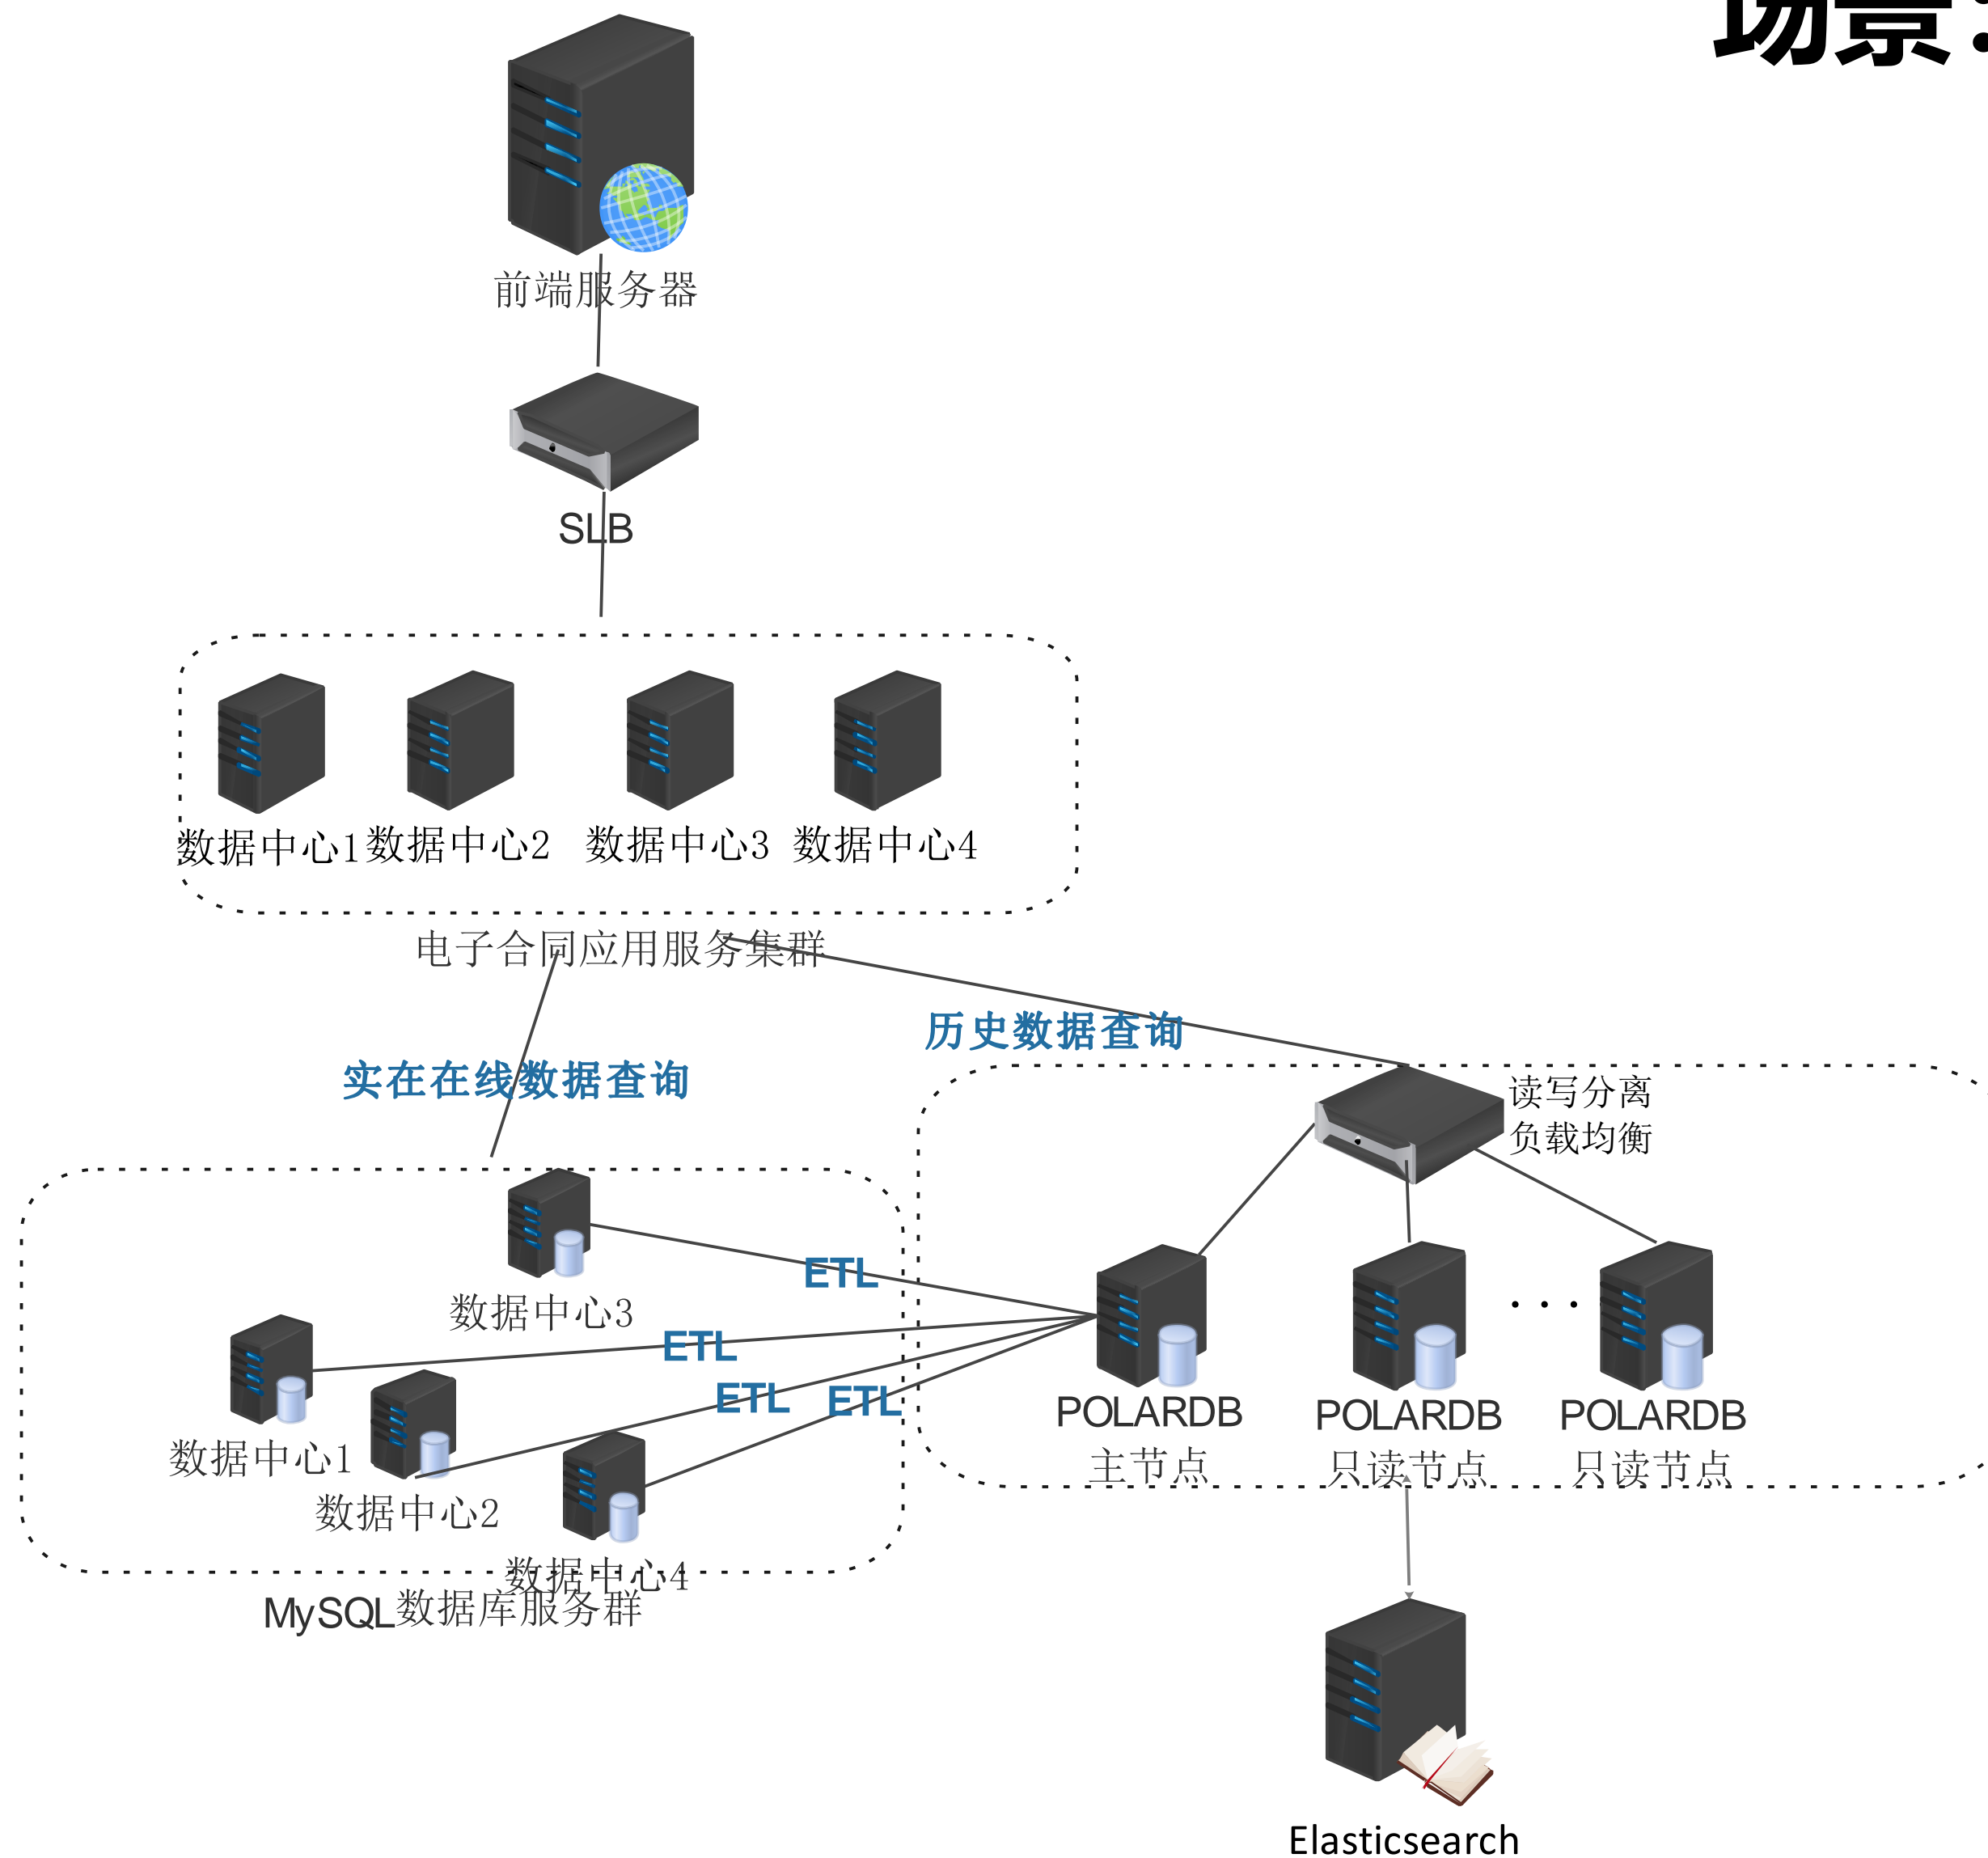 场景：
前端服务器
SLB
数据中心1
数据中心2
数据中心3
数据中心4
电子合同应用服务集群
历史数据查询
实在在线数据查询
读写分离
负载均衡
数据中心3
ETL
ETL
ETL
ETL
数据中心1
数据中心2
数据中心4
MySQL数据库服务群
POLARDB
主节点
POLARDB
只读节点
...
POLARDB
只读节点
Elasticsearch